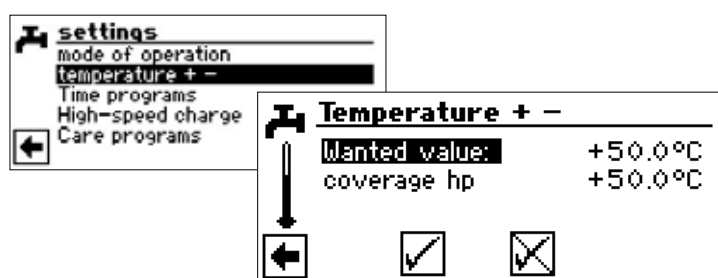 settings
mode of operation
temperature + −
Time programs
High-speed charge
Care programs
Temperature + −
Wanted value: +50.0°C
coverage hp +50.0°C